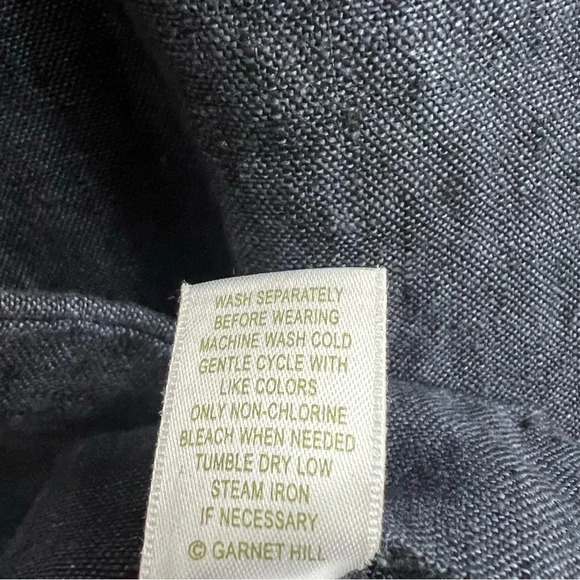 WASH SEPARATELY
BEFORE WEARING
MACHINE WASH COLD
GENTLE CYCLE WITH
LIKE COLORS
ONLY NON-CHLORINE
BLEACH WHEN NEEDED
TUMBLE DRY LOW
STEAM IRON
IF NECESSARY
© GARNET HILL